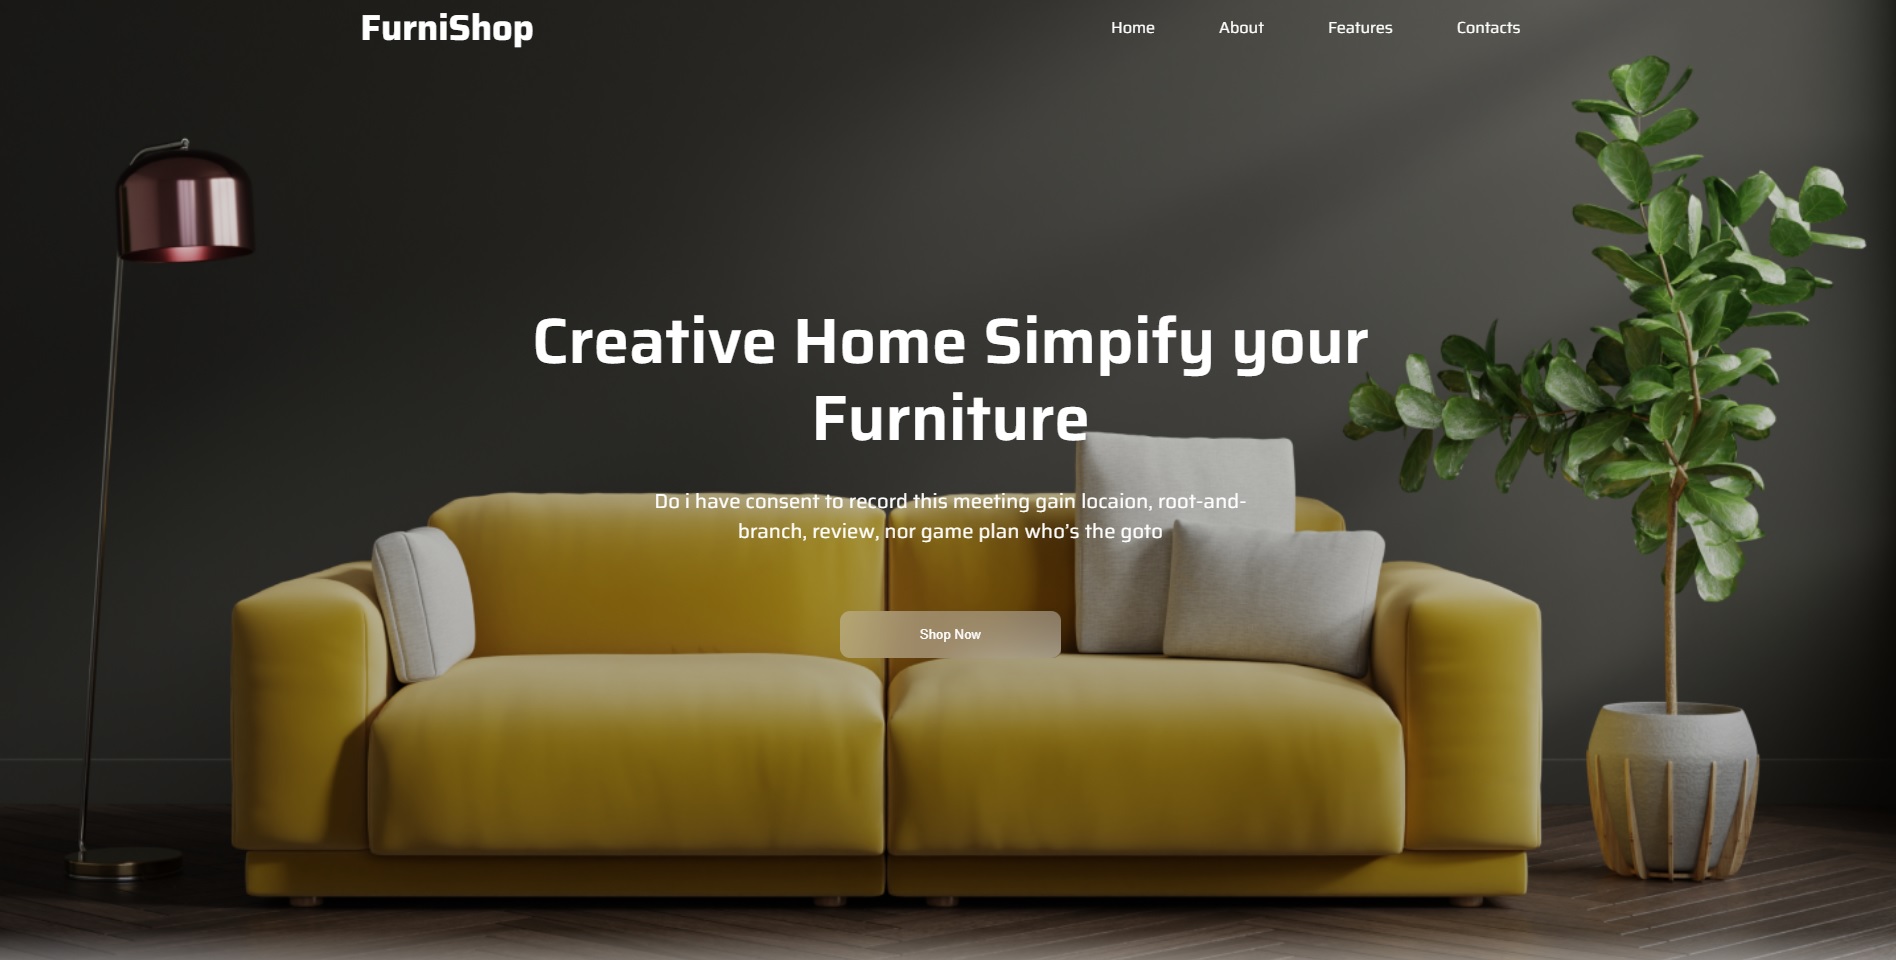 FurniShop
Home About Features Contacts
Creative Home Simpify your
Furniture
Do i have consent to record this meeting gain locaion, root-and-
branch, review, nor game plan who's the goto
Shop Now